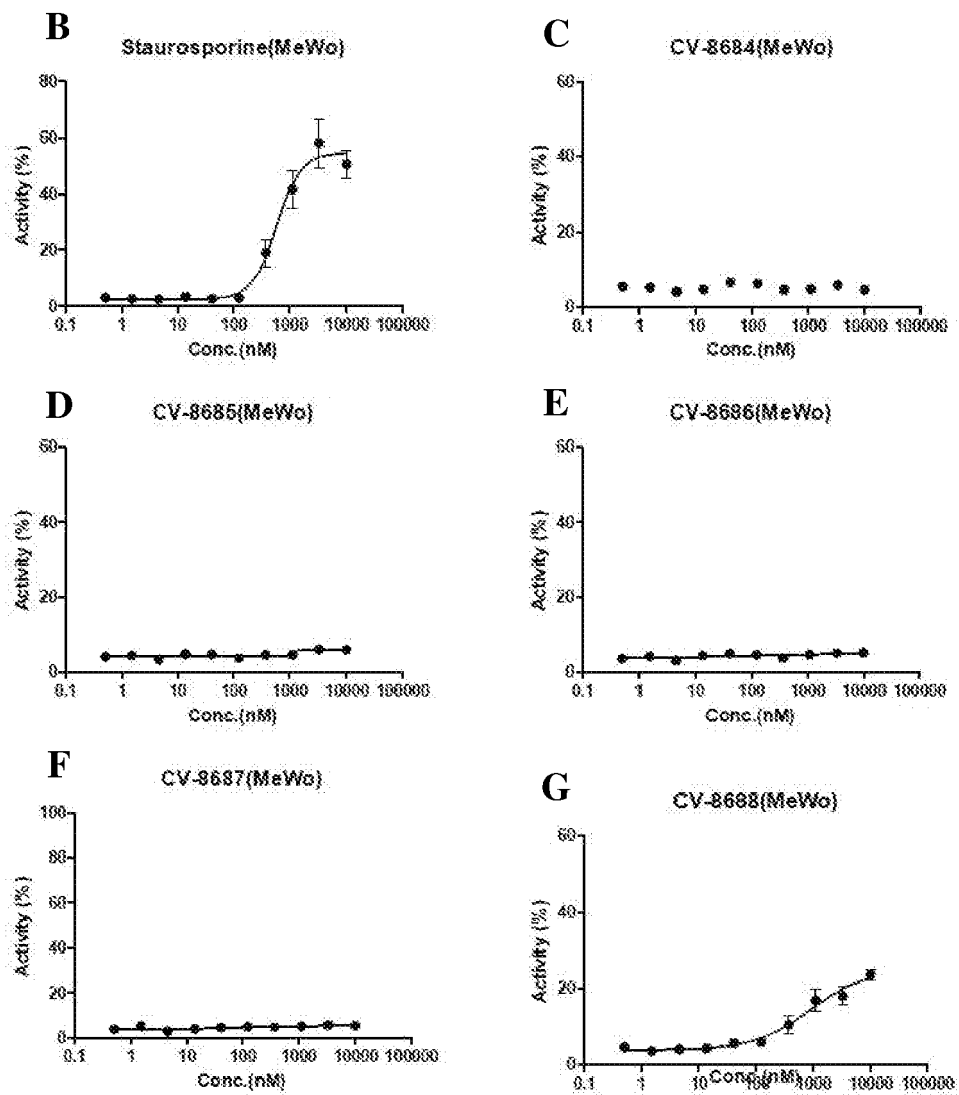 B
Staurosporine(MeWo)
80
60
40
20
0
Activity (%)
0.1 1 10 100 1000 10000 100000
Conc.(nM)
C
CV-8684(MeWo)
60
40
20
0
Activity (%)
0.1 1 10 100 1000 10000 100000
Conc.(nM)
D
CV-8685(MeWo)
60
40
20
0
Activity (%)
0.1 1 10 100 1000 10000 100000
Conc.(nM)
E
CV-8686(MeWo)
60
40
20
0
Activity (%)
0.1 1 10 100 1000 10000 100000
Conc.(nM)
F
CV-8687(MeWo)
100
80
60
40
20
0
Activity (%)
0.1 1 10 100 1000 10000 100000
Conc.(nM)
G
CV-8688(MeWo)
60
40
20
0
Activity (%)
0.1 1 10 100 1000 10000 100000
Conc.(nM)